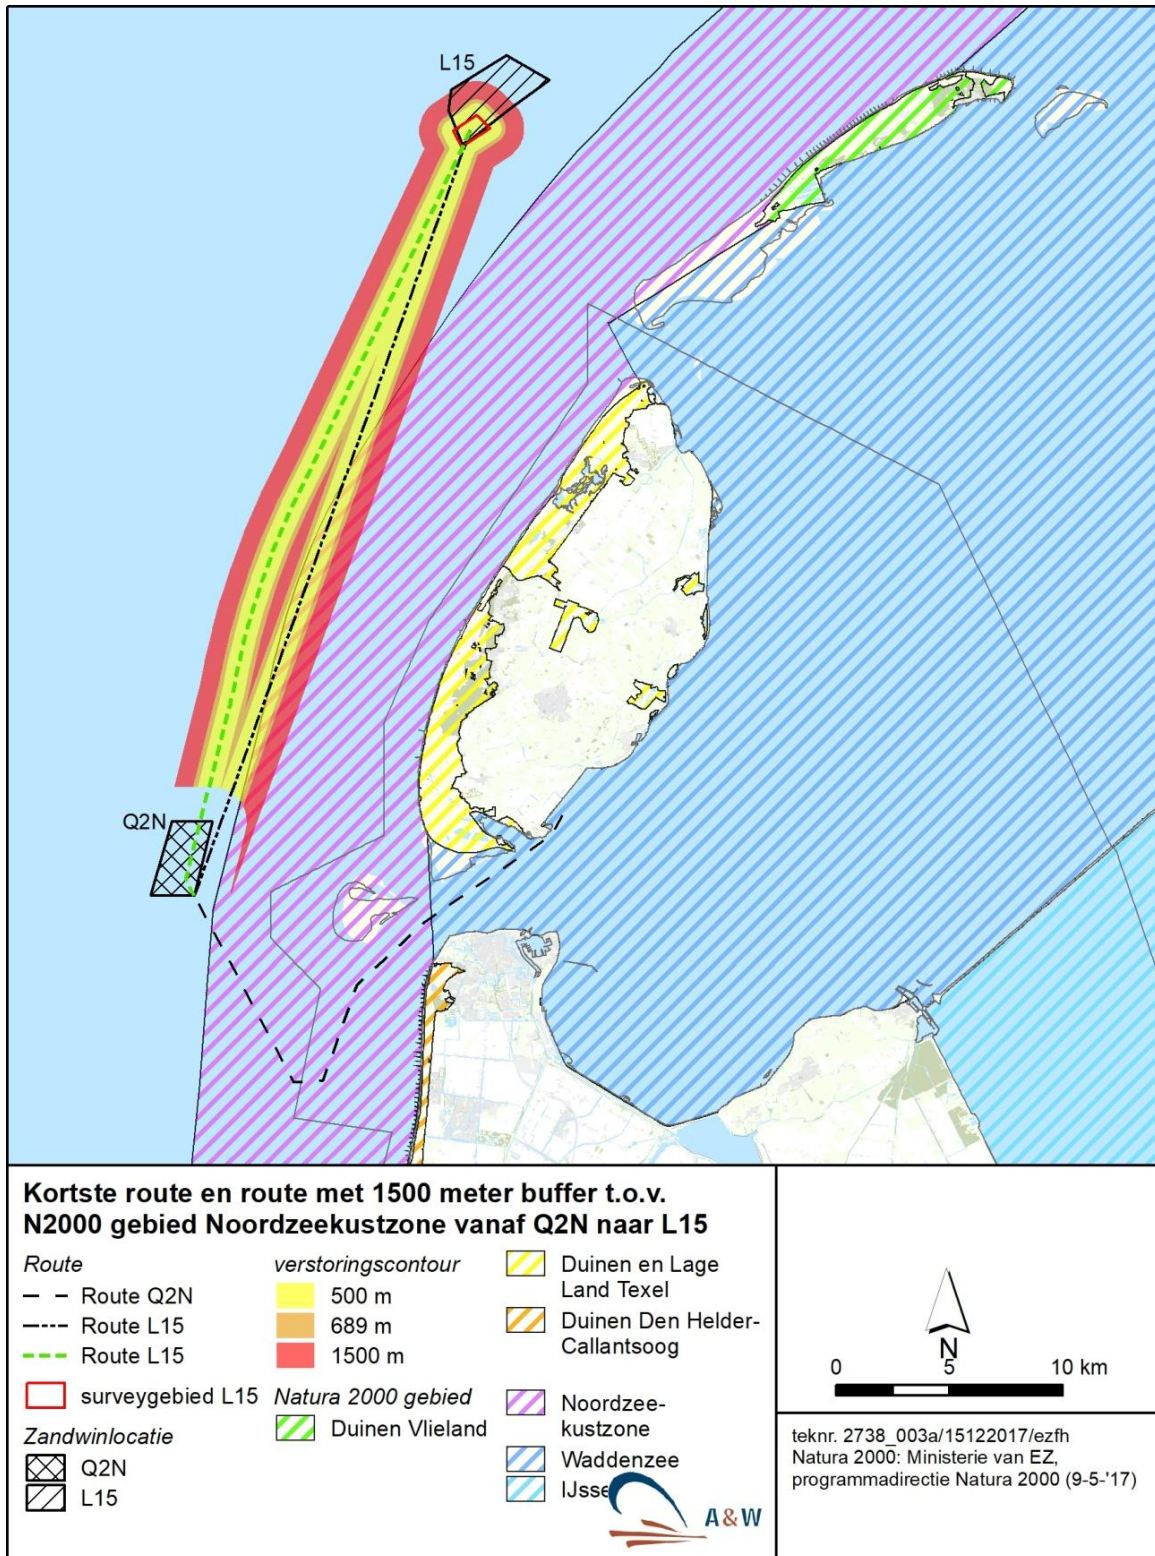 L15
Q2N
Kortste route en route met 1500 meter buffer t.o.v.
N2000 gebied Noordzeekustzone vanaf Q2N naar L15
Route
Route Q2N
Route L15
Route L15
surveygebied L15
Zandwinlocatie
Q2N
L15
verstoringscontour
500 m
689 m
1500 m
Natura 2000 gebied
Duinen Vlieland
Duinen en Lage
Land Texel
Duinen Den Helder-
Callantsoog
Noordzee-
kustzone
Waddenzee
IJsse
A&W
N
0 5 10 km
teknr. 2738_003a/15122017/ezfh
Natura 2000: Ministerie van EZ,
programmadirectie Natura 2000 (9-5-'17)